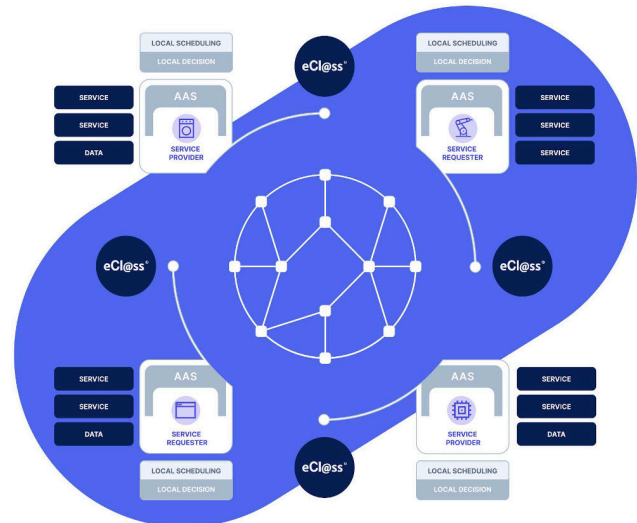 LOCAL SCHEDULING
LOCAL DECISION
eCl@ss®
LOCAL SCHEDULING
LOCAL DECISION
SERVICE
SERVICE
DATA
AAS
SERVICE
PROVIDER
AAS
SERVICE
REQUESTER
SERVICE
SERVICE
SERVICE
eCl@ss®
eCl@ss®
SERVICE
SERVICE
DATA
AAS
SERVICE
REQUESTER
AAS
SERVICE
PROVIDER
SERVICE
SERVICE
DATA
LOCAL SCHEDULING
LOCAL DECISION
eCl@ss®
LOCAL SCHEDULING
LOCAL DECISION